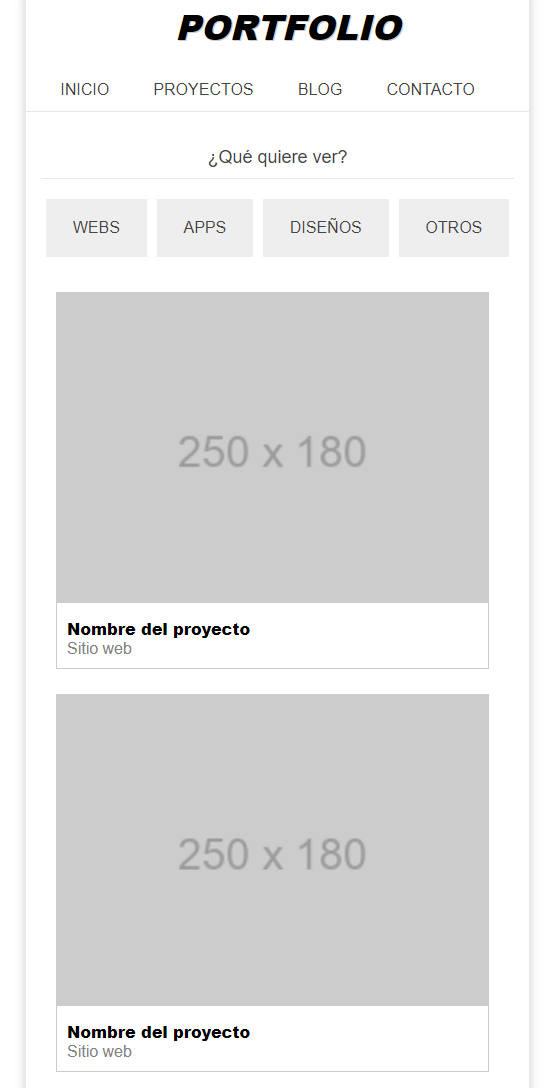 PORTFOLIO
INICIO PROYECTOS BLOG CONTACTO
¿Qué quiere ver?
WEBS APPS DISEÑOS OTROS
250 x 180
Nombre del proyecto
Sitio web
250 x 180
Nombre del proyecto
Sitio web